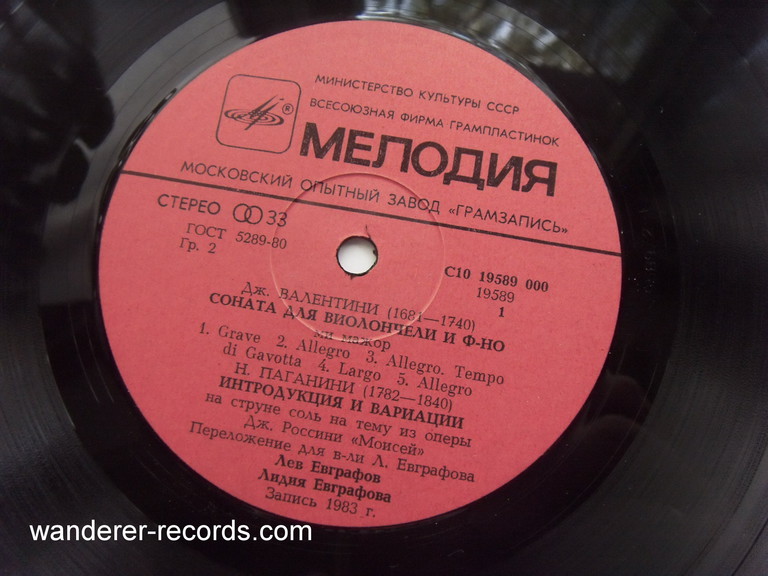 МИНИСТЕРСТВО КУЛЬТУРЫ СССР
ВСЕСОЮЗНАЯ ФИРМА ГРАМПЛАСТИНОК
®
МЕЛОДИЯ
МОСКОВСКИЙ ОПЫТНЫЙ ЗАВОД «ГРАМЗАПИСЬ»
СТЕРЕО 33
ГОСТ 5289-80
Гр. 2
С10 19589 000
19589
1
Дж. ВАЛЕНТИНИ (1681—1740)
СОНАТА ДЛЯ ВИОЛОНЧЕЛИ И Ф-НО
ми мажор
1. Grave 2. Allegro 3. Allegro. Tempo
di Gavotta 4. Largo 5. Allegro
Н. ПАГАНИНИ (1782—1840)
ИНТРОДУКЦИЯ И ВАРИАЦИИ
на струне соль на тему из оперы
Дж. Россини «Моисей»
Переложение для в-ли Л. Евграфова
Лев Евграфов
Лидия Евграфова
Запись 1983 г.
wanderer-records.com